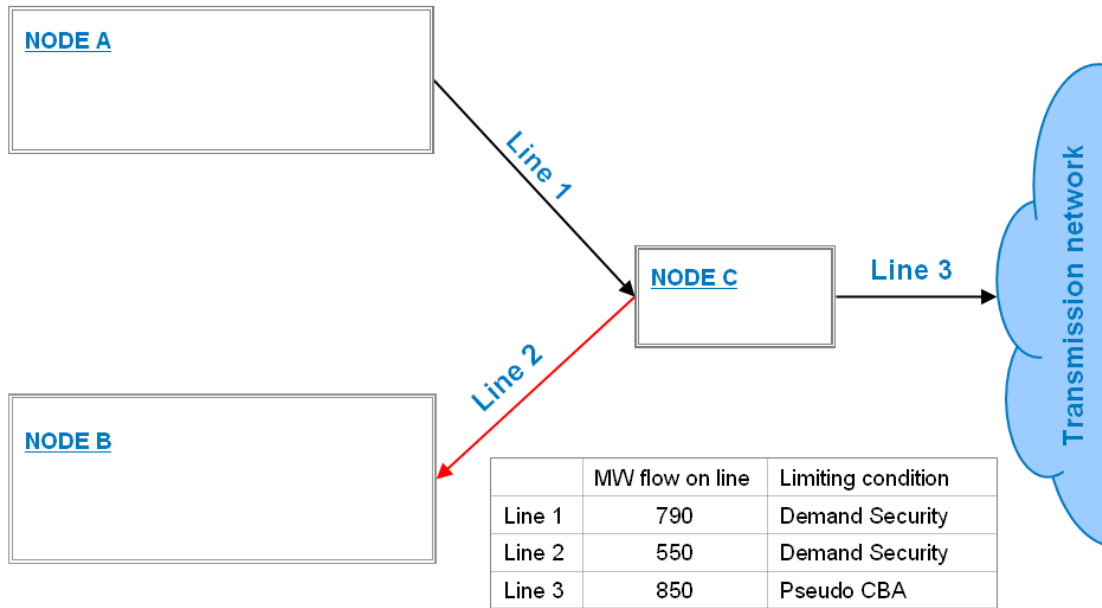 NODE A
Line 1
NODE C
Line 3
Transmission network
Line 2
NODE B
MW flow on line Limiting condition
Line 1 790 Demand Security
Line 2 550 Demand Security
Line 3 850 Pseudo CBA